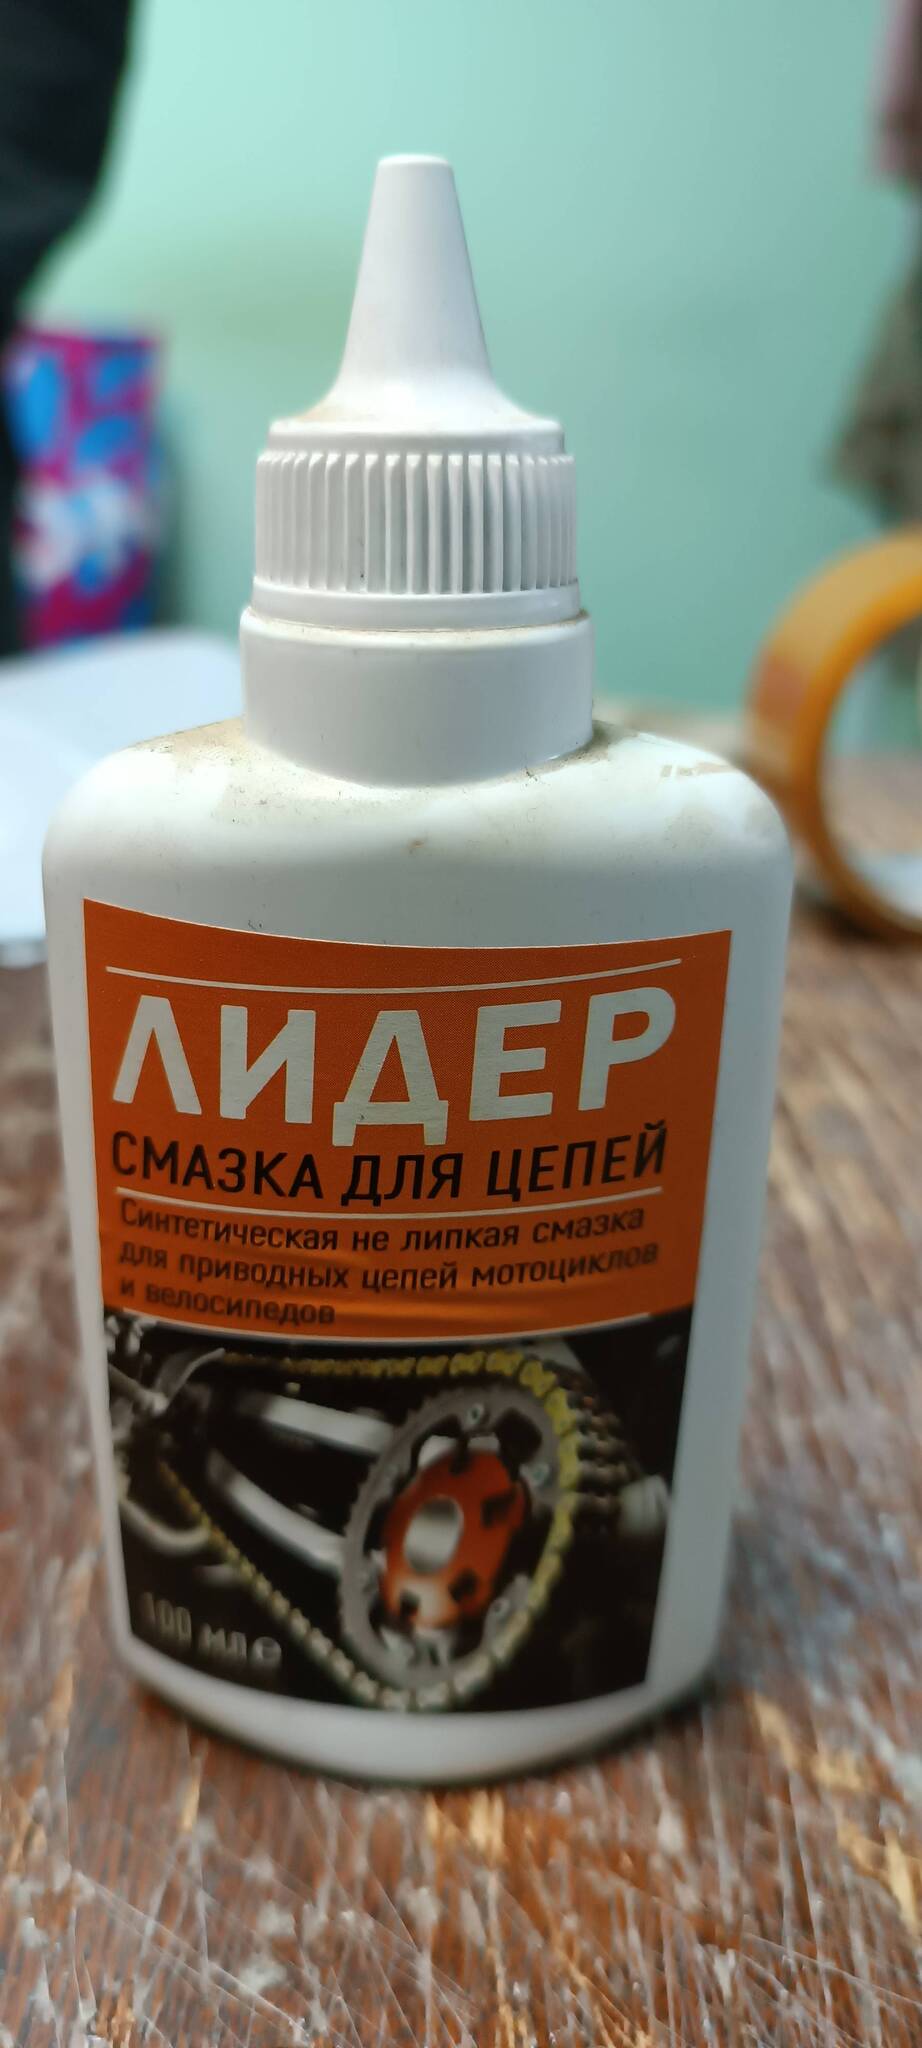 ЛИДЕР
СМАЗКА ДЛЯ ЦЕПЕЙ
Синтетическая не липкая смазка
для приводных цепей мотоциклов
и велосипедов
100 мл ℮